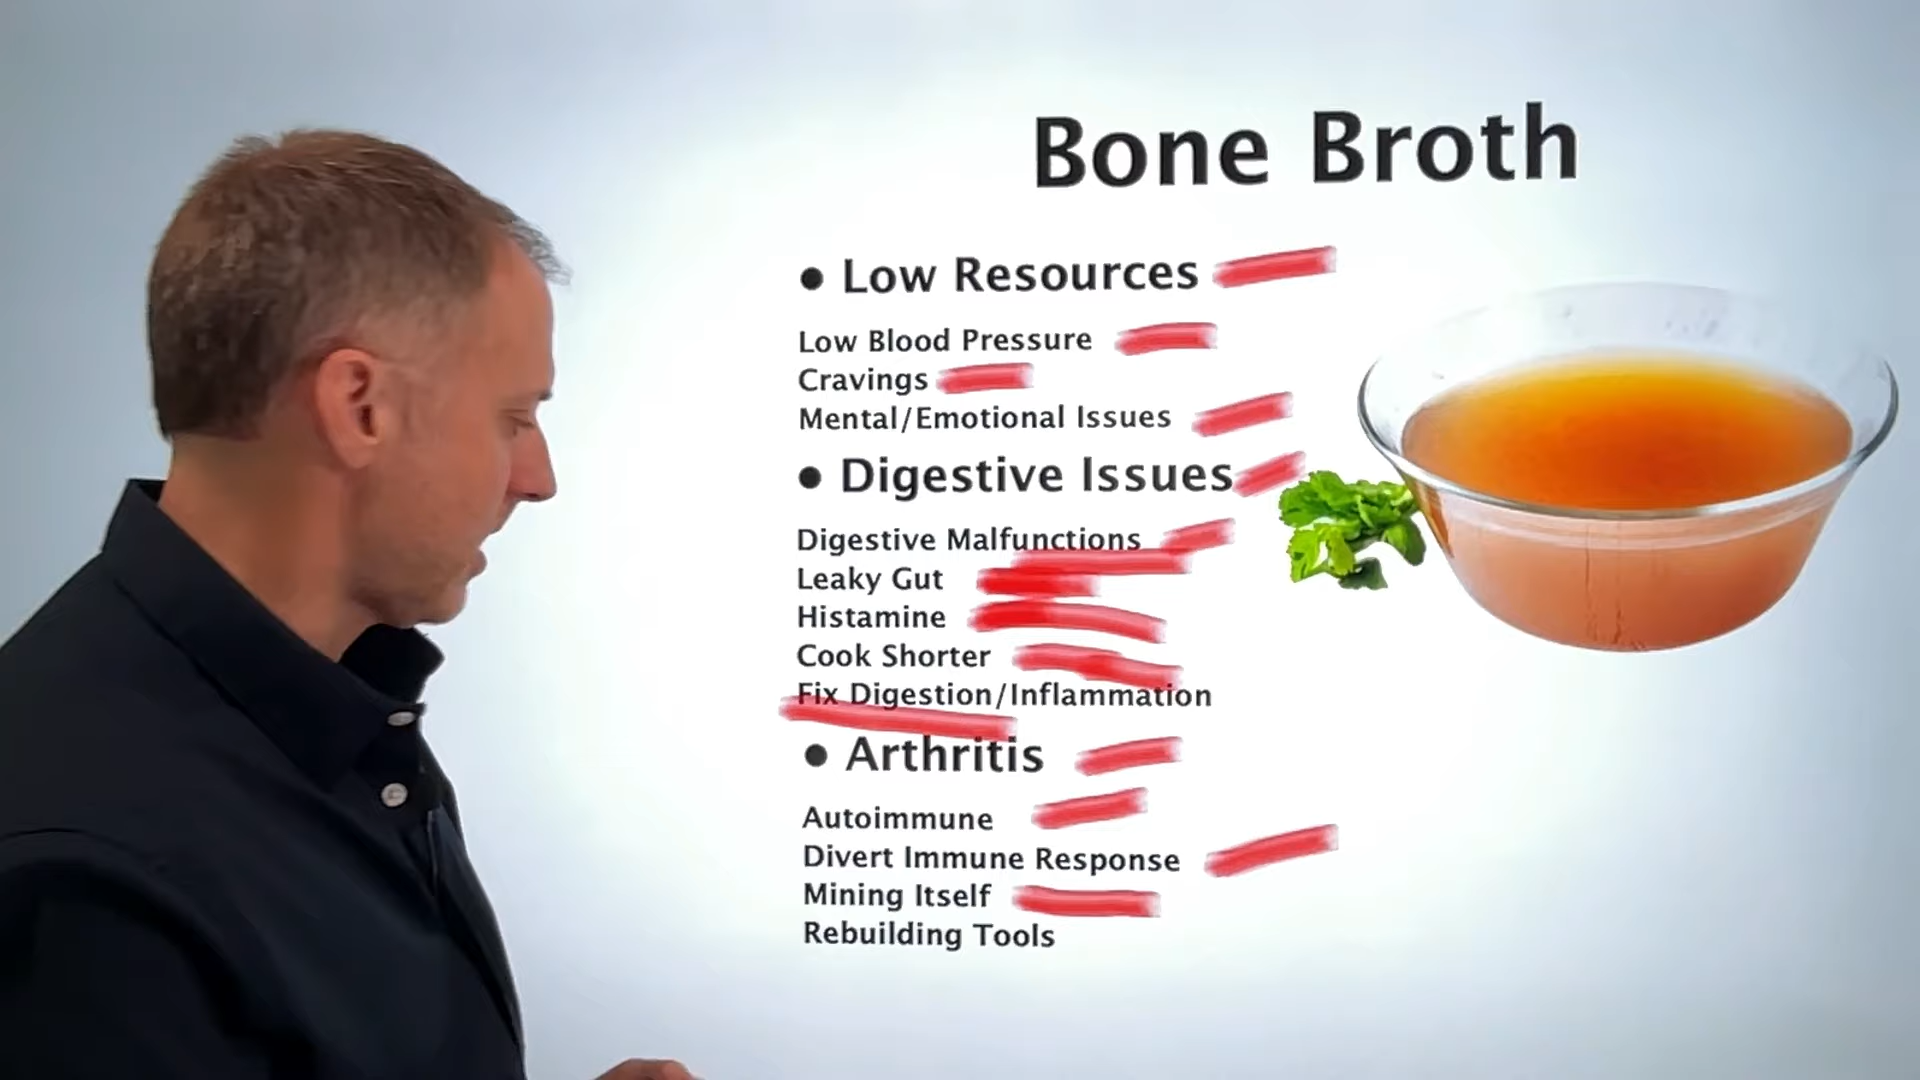 Bone Broth
● Low Resources
Low Blood Pressure
Cravings
Mental/Emotional Issues
● Digestive Issues
Digestive Malfunctions
Leaky Gut
Histamine
Cook Shorter
Fix Digestion/Inflammation
● Arthritis
Autoimmune
Divert Immune Response
Mining Itself
Rebuilding Tools